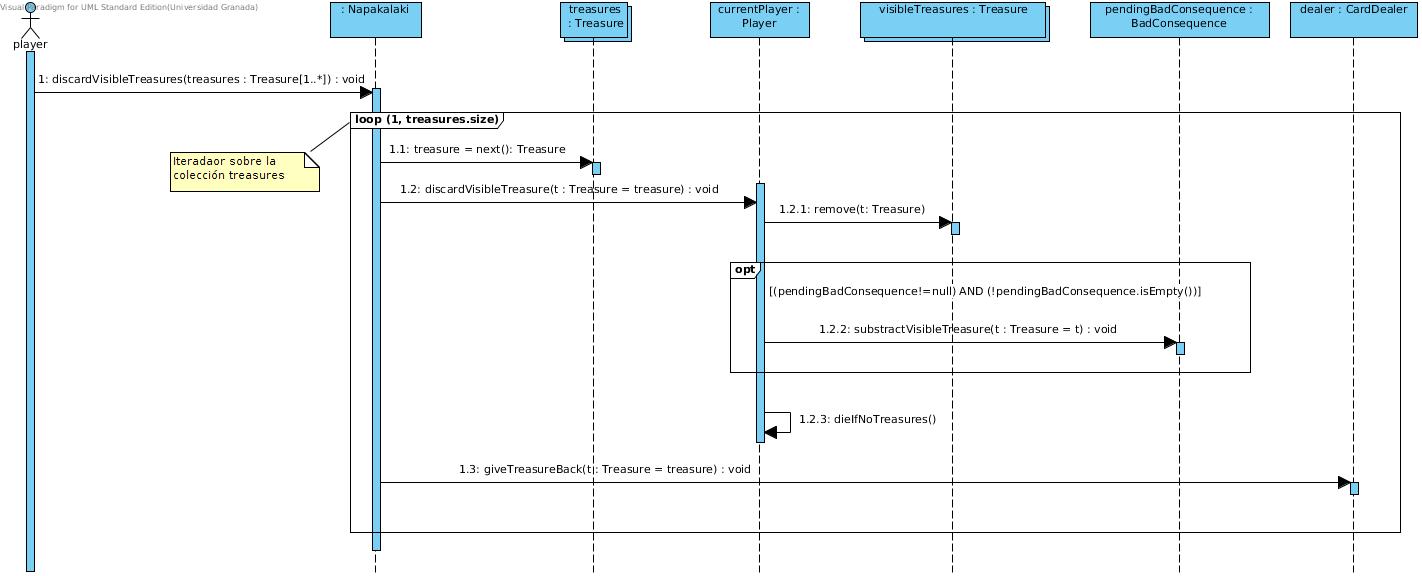 Visual Paradigm for UML Standard Edition(Universidad Granada)
player
: Napakalaki
treasures
: Treasure
currentPlayer :
Player
visibleTreasures : Treasure
pendingBadConsequence :
BadConsequence
dealer : CardDealer
1: discardVisibleTreasures(treasures : Treasure[1..*]) : void
loop (1, treasures.size)
Iteradaor sobre la
colección treasures
1.1: treasure = next(): Treasure
1.2: discardVisibleTreasure(t : Treasure = treasure) : void
1.2.1: remove(t: Treasure)
opt
[(pendingBadConsequence!=null) AND (!pendingBadConsequence.isEmpty())]
1.2.2: substractVisibleTreasure(t : Treasure = t) : void
1.2.3: dieIfNoTreasures()
1.3: giveTreasureBack(t : Treasure = treasure) : void